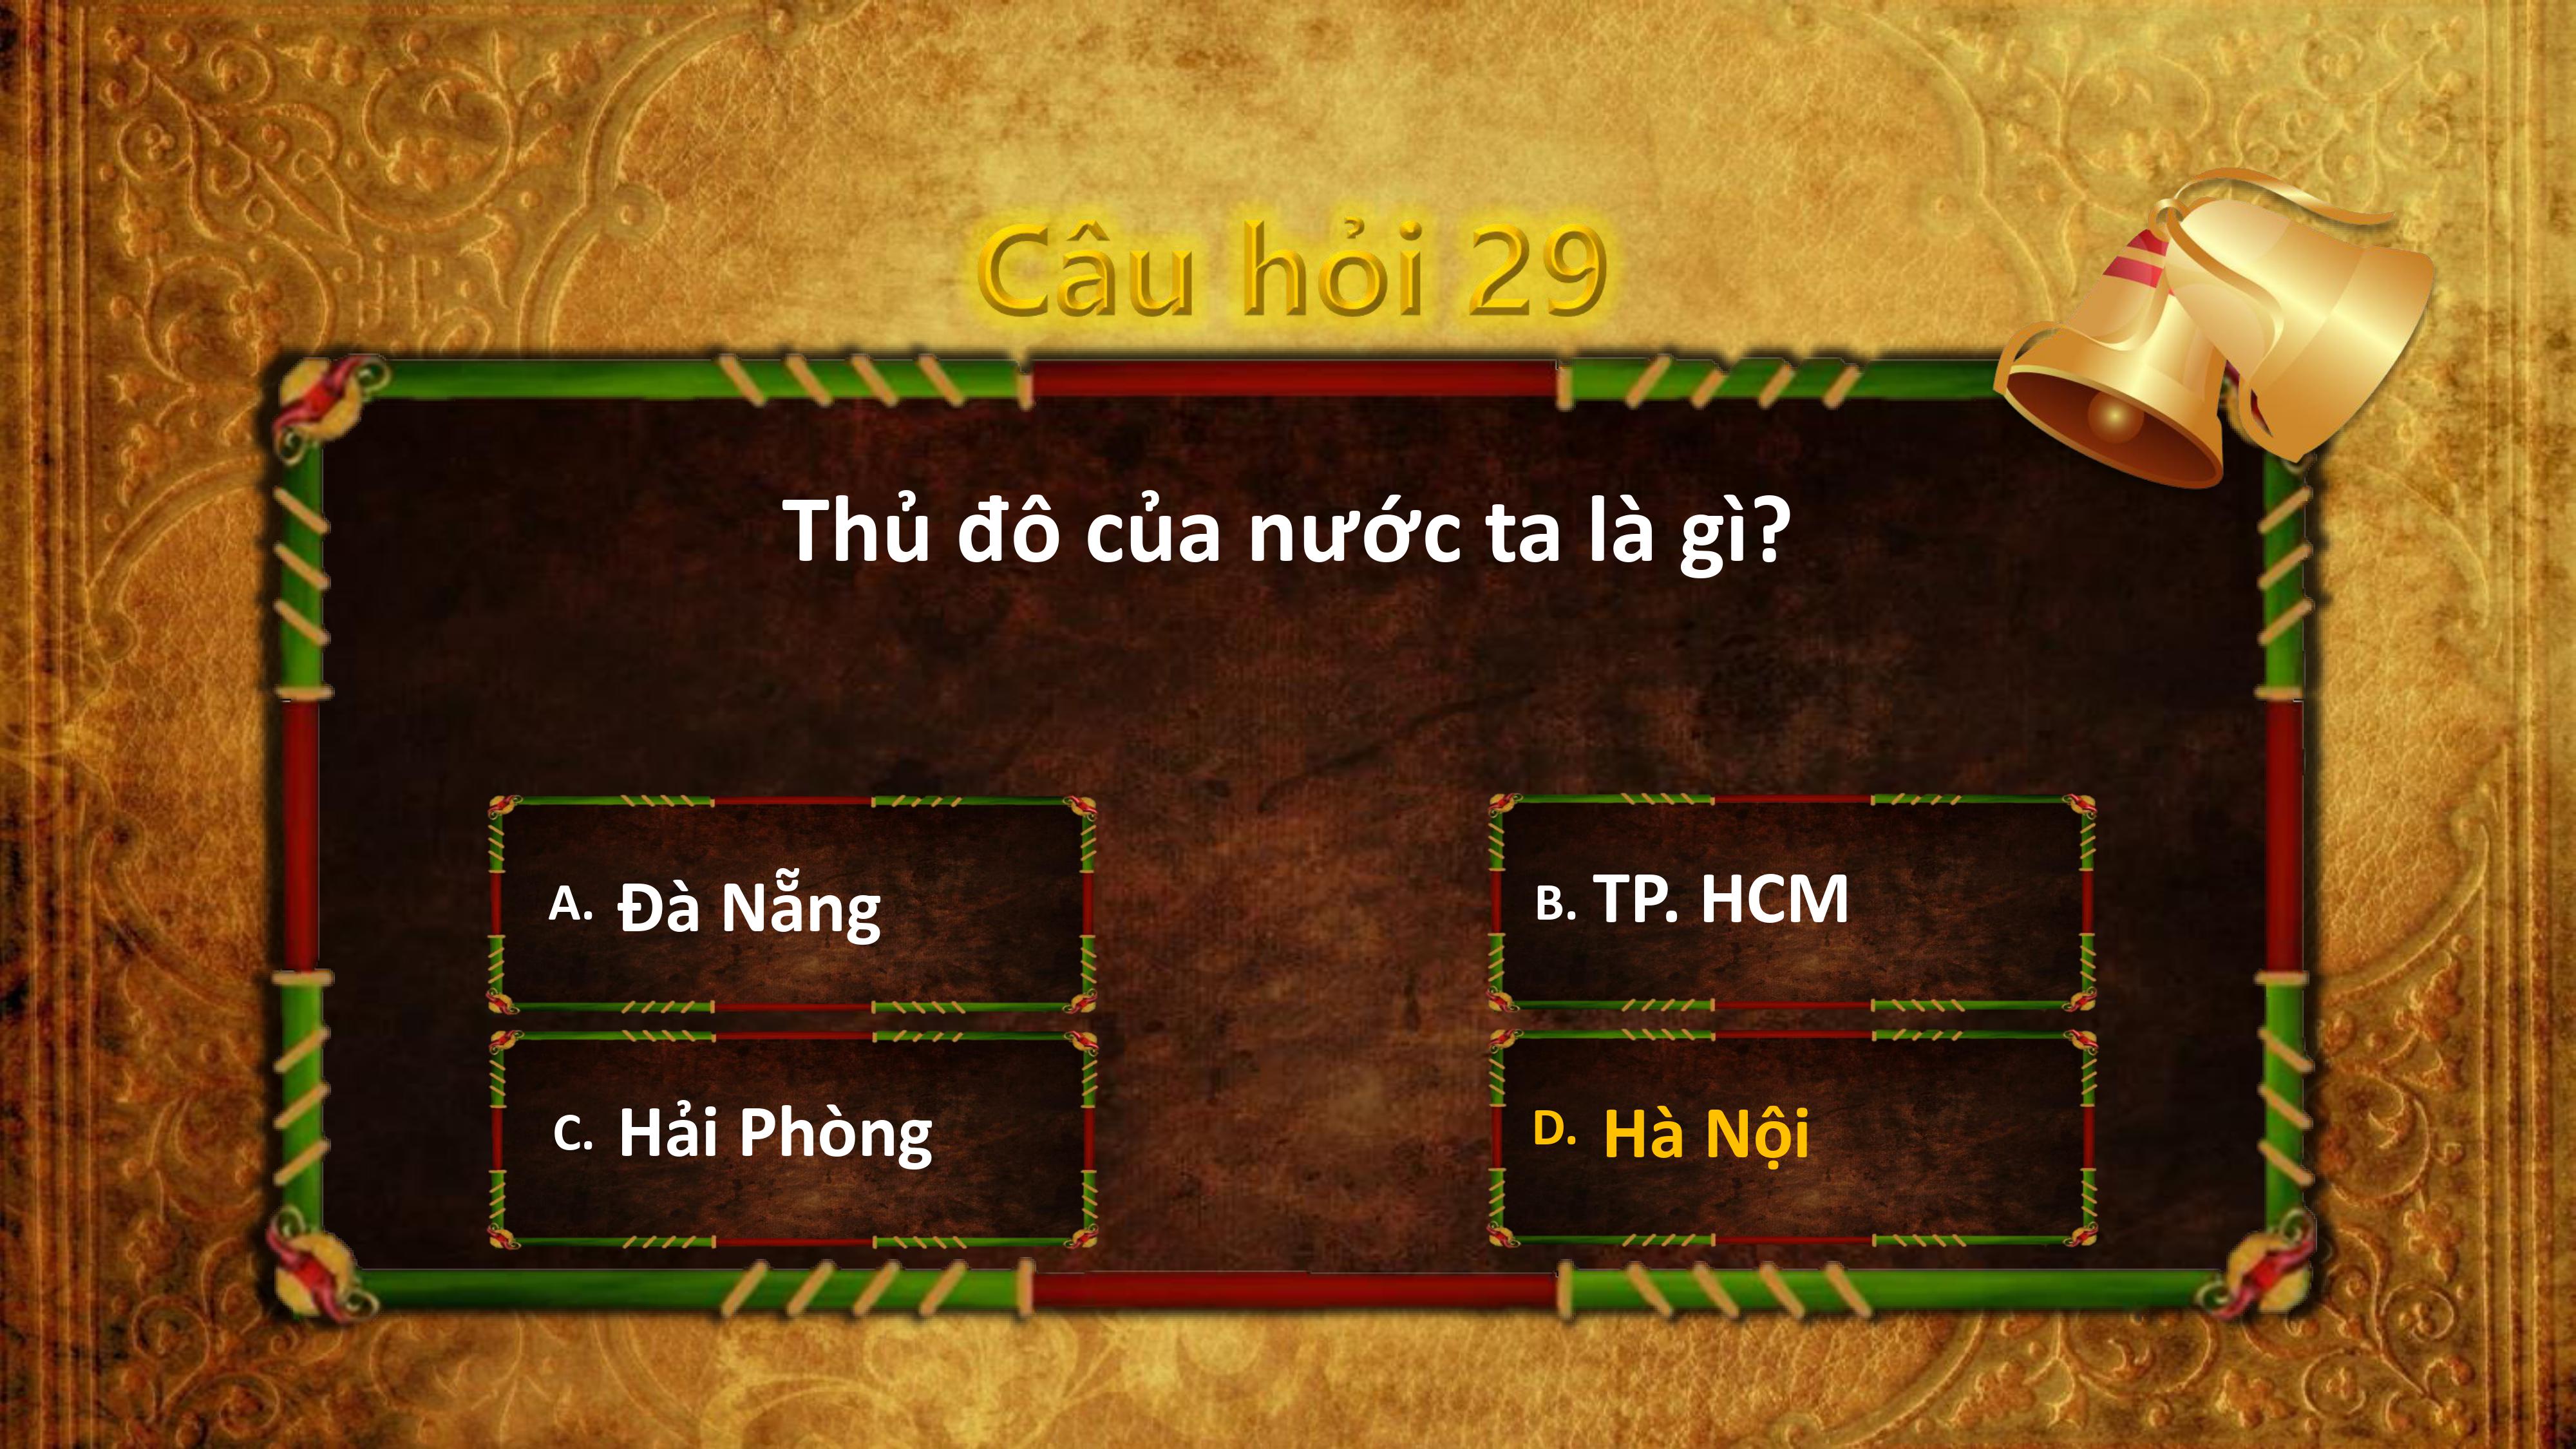 Câu hỏi 29
Thủ đô của nước ta là gì?
A. Đà Nẵng
B. TP. HCM
C. Hải Phòng
D. Hà Nội